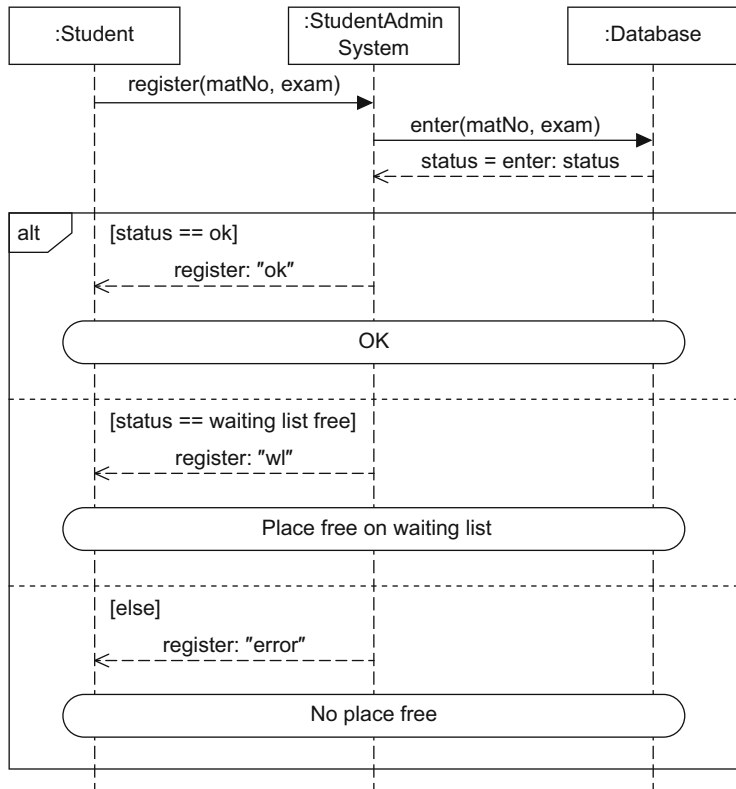 :Student
:StudentAdmin
System
:Database
register(matNo, exam)
enter(matNo, exam)
status = enter: status
alt
[status == ok]
register: "ok"
OK
[status == waiting list free]
register: "wl"
Place free on waiting list
[else]
register: "error"
No place free